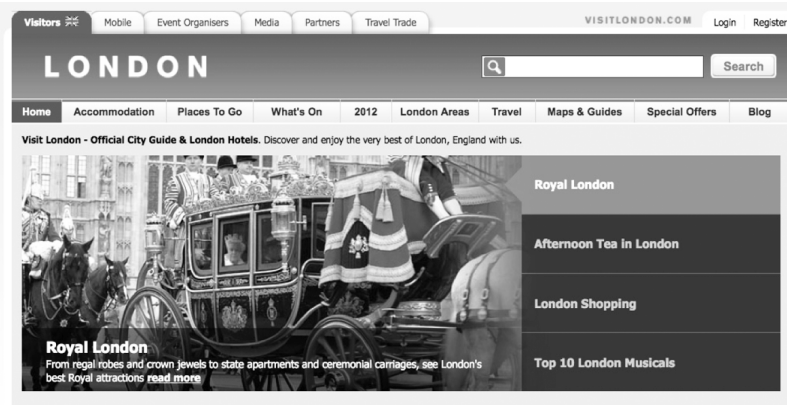 Visitors Mobile Event Organisers Media Partners Travel Trade VISITLONDON.COM Login Register
LONDON
Search
Home Accommodation Places To Go What's On 2012 London Areas Travel Maps & Guides Special Offers Blog
Visit London - Official City Guide & London Hotels. Discover and enjoy the very best of London, England with us.
Royal London
Afternoon Tea in London
London Shopping
Top 10 London Musicals
Royal London
From regal robes and crown jewels to state apartments and ceremonial carriages, see London's
best Royal attractions read more